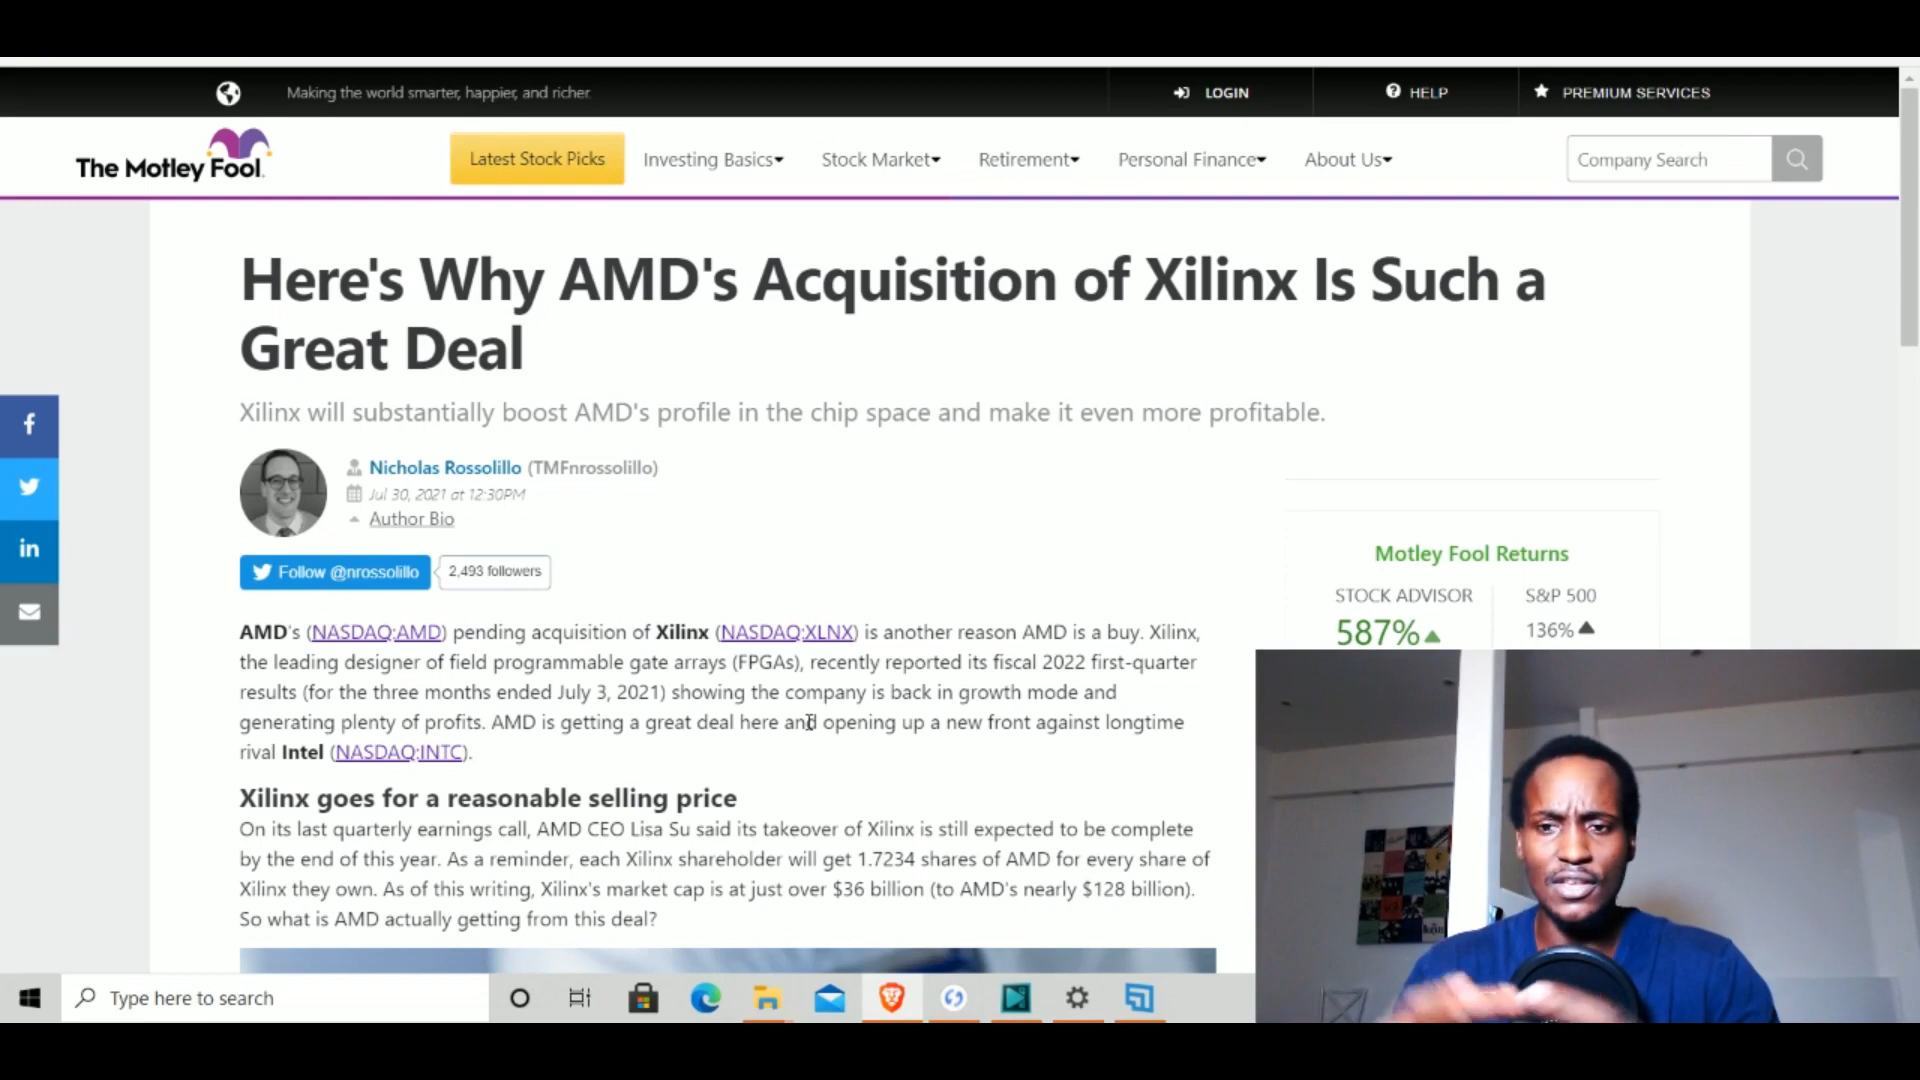 Making the world smarter, happier, and richer.
LOGIN
HELP
PREMIUM SERVICES
The Motley Fool.
Latest Stock Picks
Investing Basics
Stock Market
Retirement
Personal Finance
About Us
Company Search
Here's Why AMD's Acquisition of Xilinx Is Such a
Great Deal
Xilinx will substantially boost AMD's profile in the chip space and make it even more profitable.
Nicholas Rossolillo (TMFnrossolillo)
Jul 30, 2021 at 12:30PM
Author Bio
Follow @nrossolillo
2,493 followers
Motley Fool Returns
STOCK ADVISOR
S&P 500
587%
136%
AMD's (NASDAQ:AMD) pending acquisition of Xilinx (NASDAQ:XLNX) is another reason AMD is a buy. Xilinx,
the leading designer of field programmable gate arrays (FPGAs), recently reported its fiscal 2022 first-quarter
results (for the three months ended July 3, 2021) showing the company is back in growth mode and
generating plenty of profits. AMD is getting a great deal here and opening up a new front against longtime
rival Intel (NASDAQ:INTC).
Xilinx goes for a reasonable selling price
On its last quarterly earnings call, AMD CEO Lisa Su said its takeover of Xilinx is still expected to be complete
by the end of this year. As a reminder, each Xilinx shareholder will get 1.7234 shares of AMD for every share of
Xilinx they own. As of this writing, Xilinx's market cap is at just over $36 billion (to AMD's nearly $128 billion).
So what is AMD actually getting from this deal?
Type here to search